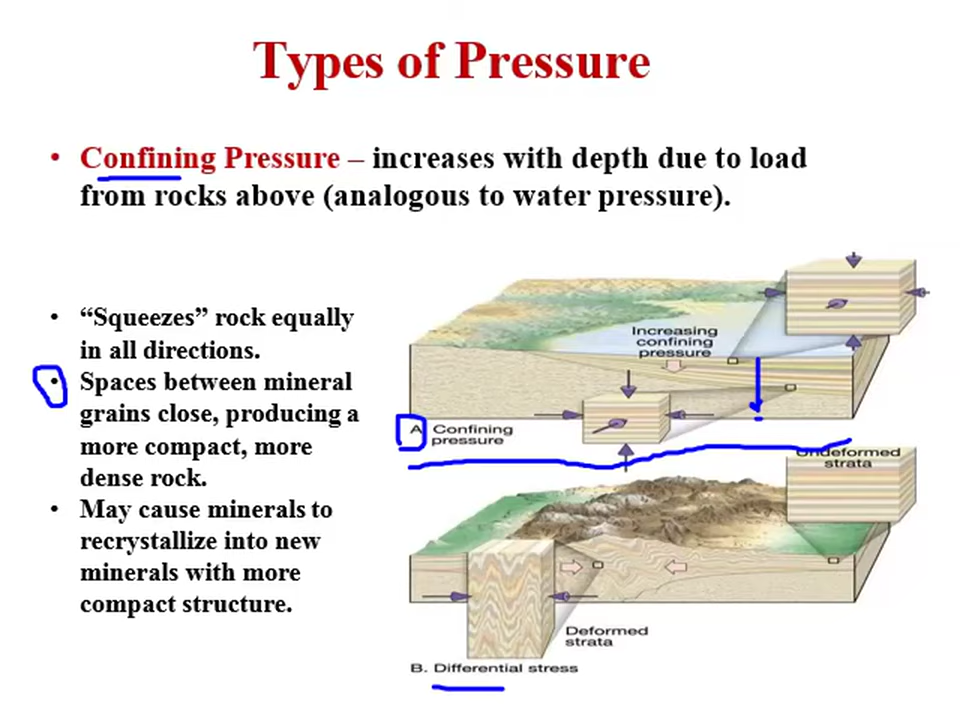 Types of Pressure
• Confining Pressure – increases with depth due to load
from rocks above (analogous to water pressure).
• “Squeezes” rock equally
in all directions.
• Spaces between mineral
grains close, producing a
more compact, more
dense rock.
• May cause minerals to
recrystallize into new
minerals with more
compact structure.
Increasing
confining
pressure
A. Confining
pressure
Undeformed
strata
Deformed
strata
B. Differential stress